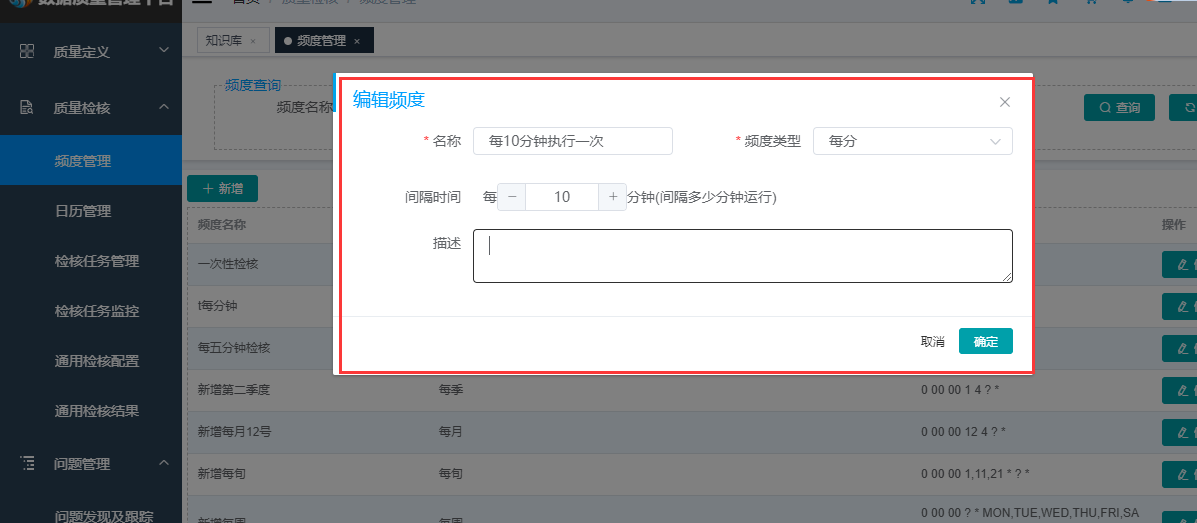 数据质量管理平台
首页 / 质量检核 / 频度管理
质量定义
知识库 ×
频度管理 ×
质量检核
频度查询
频度名称
查询
编辑频度
* 名称 每10分钟执行一次
* 频度类型 每分
间隔时间 每 − 10 + 分钟(间隔多少分钟运行)
描述
取消 确定
频度管理
日历管理
检核任务管理
检核任务监控
通用检核配置
通用检核结果
问题管理
问题发现及跟踪
+ 新增
频度名称 操作
一次性检核
t每分钟
每五分钟检核
新增第二季度 每季 0 00 00 1 4 ? *
新增每月12号 每月 0 00 00 12 4 ? *
新增每旬 每旬 0 00 00 1,11,21 * ? *
新增每周 每周 0 00 00 ? * MON,TUE,WED,THU,FRI,SA